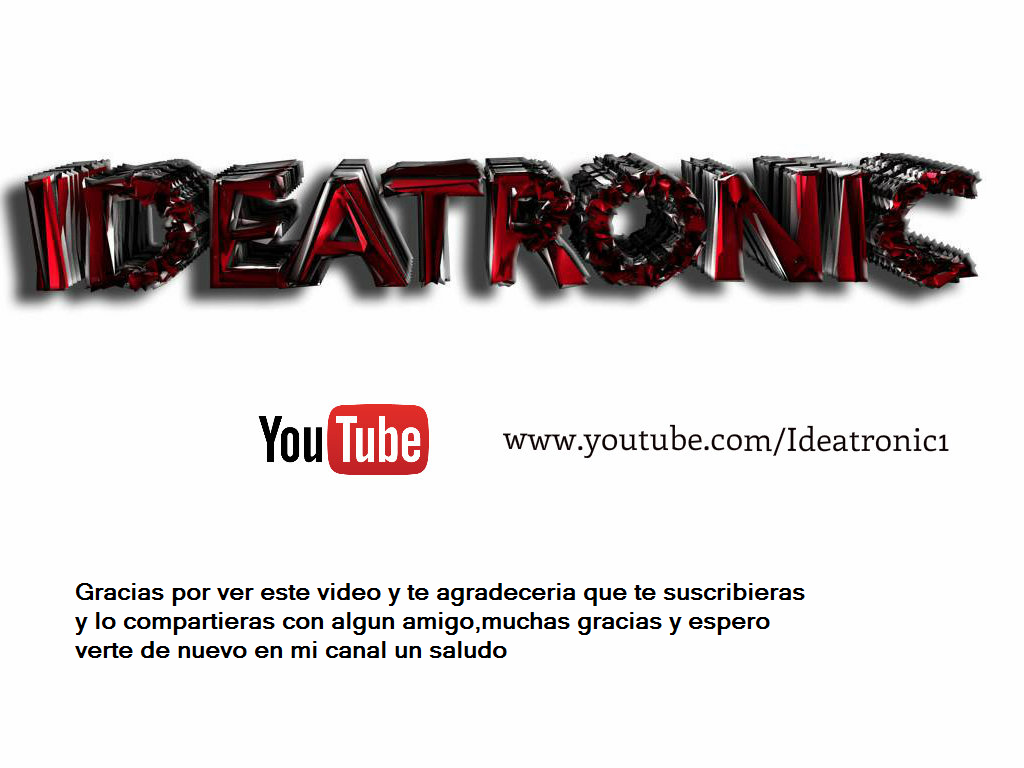 IDEATRONIC
YouTube
www.youtube.com/Ideatronic1
Gracias por ver este video y te agradeceria que te suscribieras
y lo compartieras con algun amigo,muchas gracias y espero
verte de nuevo en mi canal un saludo